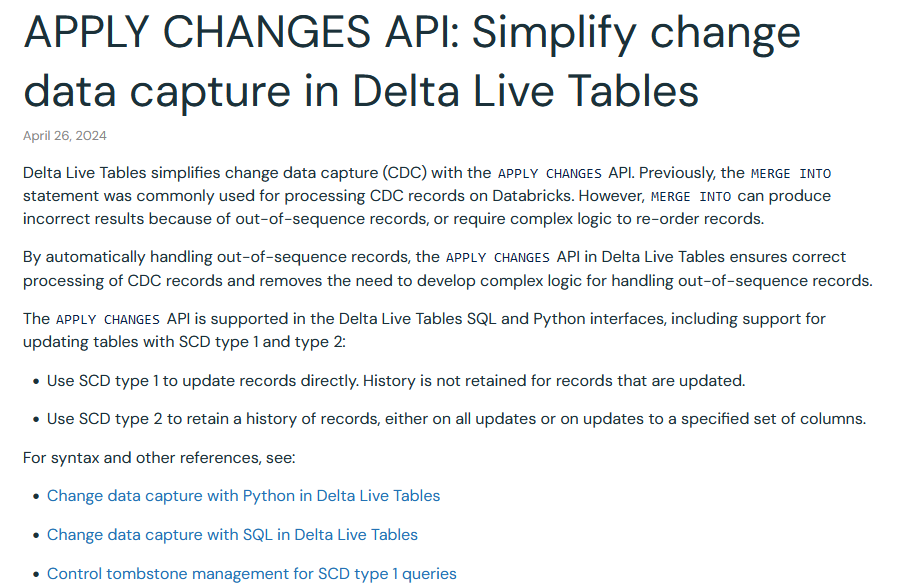 APPLY CHANGES API: Simplify change
data capture in Delta Live Tables
April 26, 2024
Delta Live Tables simplifies change data capture (CDC) with the APPLY CHANGES API. Previously, the MERGE INTO
statement was commonly used for processing CDC records on Databricks. However, MERGE INTO can produce
incorrect results because of out-of-sequence records, or require complex logic to re-order records.
By automatically handling out-of-sequence records, the APPLY CHANGES API in Delta Live Tables ensures correct
processing of CDC records and removes the need to develop complex logic for handling out-of-sequence records.
The APPLY CHANGES API is supported in the Delta Live Tables SQL and Python interfaces, including support for
updating tables with SCD type 1 and type 2:
• Use SCD type 1 to update records directly. History is not retained for records that are updated.
• Use SCD type 2 to retain a history of records, either on all updates or on updates to a specified set of columns.
For syntax and other references, see:
• Change data capture with Python in Delta Live Tables
• Change data capture with SQL in Delta Live Tables
• Control tombstone management for SCD type 1 queries